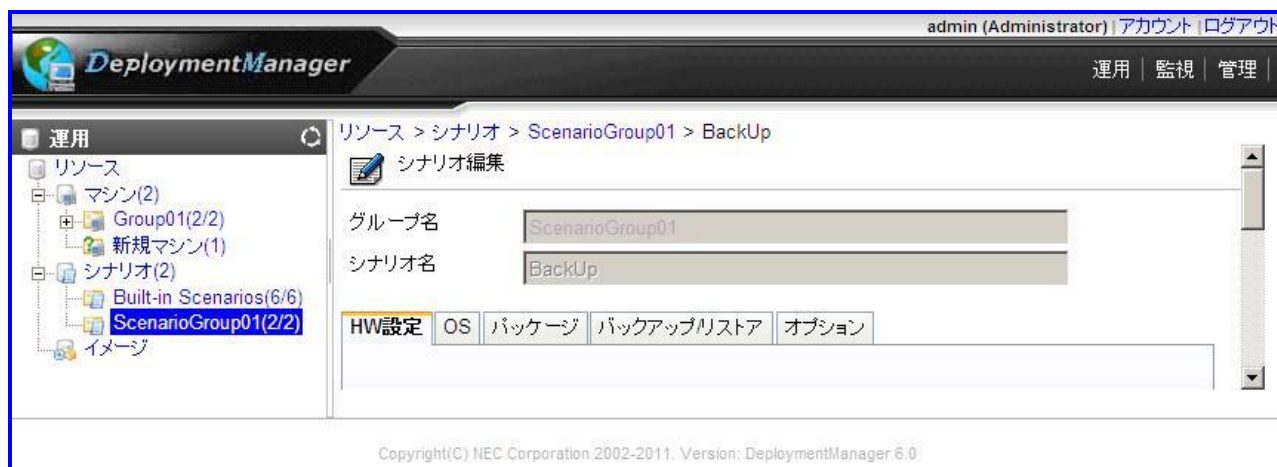 admin (Administrator) | アカウント | ログアウト
DeploymentManager
運用 | 監視 | 管理 |
運用
リソース
マシン(2)
Group01(2/2)
新規マシン(1)
シナリオ(2)
Built-in Scenarios(6/6)
ScenarioGroup01(2/2)
イメージ
リソース > シナリオ > ScenarioGroup01 > BackUp
シナリオ編集
グループ名 ScenarioGroup01
シナリオ名 BackUp
HW設定 OS パッケージ バックアップ/リストア オプション
Copyright(C) NEC Corporation 2002-2011. Version: DeploymentManager 6.0